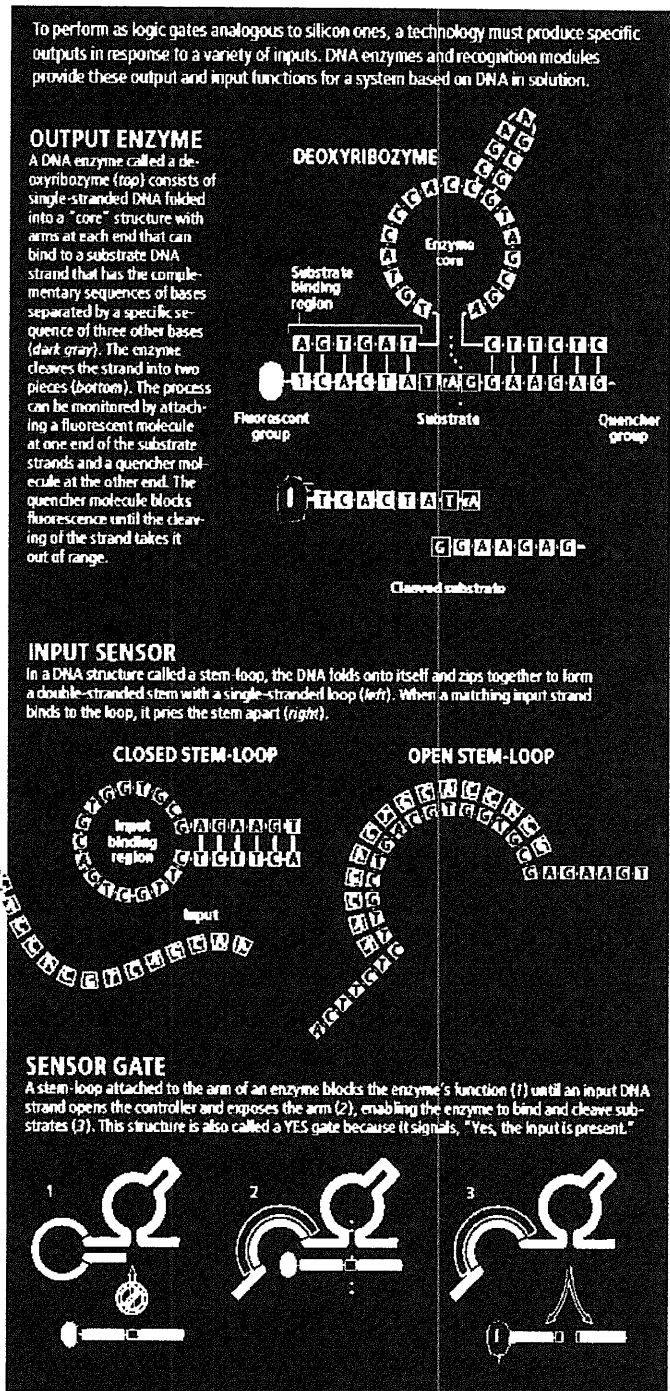 To perform as logic gates analogous to silicon ones, a technology must produce specific
outputs in response to a variety of inputs. DNA enzymes and recognition modules
provide these output and input functions for a system based on DNA in solution.
OUTPUT ENZYME
A DNA enzyme called a de-
oxyribozyme (top) consists of
single-stranded DNA folded
into a "core" structure with
arms at each end that can
bind to a substrate DNA
strand that has the comple-
mentary sequences of bases
separated by a specific se-
quence of three other bases
(dark gray). The enzyme
cleaves the strand into two
pieces (bottom). The process
can be monitored by attach-
ing a fluorescent molecule
at one end of the substrate
strands and a quencher mol-
ecule at the other end. The
quencher molecule blocks
fluorescence until the cleav-
ing of the strand takes it
out of range.
DEOXYRIBOZYME
Enzyme
core
Substrate
binding
region
A G T G A T
C T T C T C
T C A C T A T rA G G A A G A G
Fluorescent
group
Substrate
Quencher
group
T C A C T A T rA
G G A A G A G
Cleaved substrate
INPUT SENSOR
In a DNA structure called a stem-loop, the DNA folds onto itself and zips together to form
a double-stranded stem with a single-stranded loop (left). When a matching input strand
binds to the loop, it pries the stem apart (right).
CLOSED STEM-LOOP
OPEN STEM-LOOP
Input
binding
region
G A G A A G T
C T C T T C A
Input
G A G A A G T
SENSOR GATE
A stem-loop attached to the arm of an enzyme blocks the enzyme's function (1) until an input DNA
strand opens the controller and exposes the arm (2), enabling the enzyme to bind and cleave sub-
strates (3). This structure is also called a YES gate because it signals, "Yes, the input is present."
1
2
3